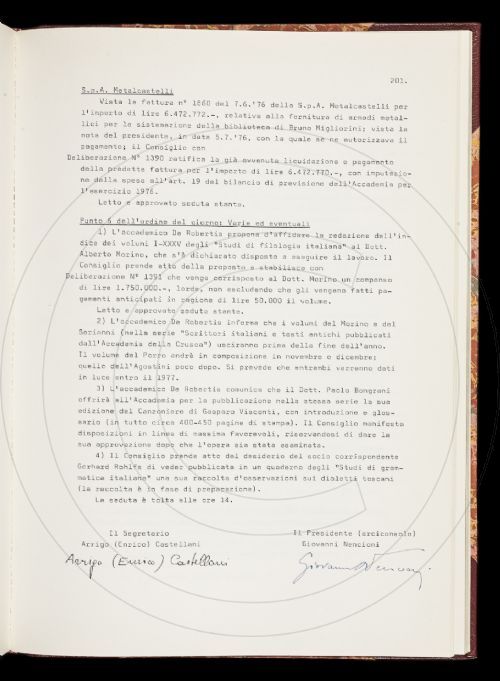 201.
S.p.A. Metalcastelli
Vista la fattura n° 1860 del 7.6.'76 della S.p.A. Metalcastelli per
l'importo di lire 6.472.772.-, relativa alla fornitura di armadi metal-
lici per la sistemazione della biblioteca di Bruno Migliorini; vista la
nota del presidente, in data 5.7.'76, con la quale se ne autorizzava il
pagamento; il Consiglio con
Deliberazione N° 1390 ratifica la già avvenuta liquidazione e pagamento
della predetta fattura per l'importo di lire 6.472.770.-, con imputazio-
ne della spesa all'art. 19 del bilancio di previsione dell'Accademia per
l'esercizio 1976.
Letto e approvato seduta stante.
Punto 6 dell'ordine del giorno: Varie ed eventuali
1) L'accademico De Robertis propone d'affidare la redazione dell'in-
dice dei volumi I-XXXV degli "Studi di filologia italiana" al Dott.
Alberto Morino, che s'è dichiarato disposto a eseguire il lavoro. Il
Consiglio prende atto della proposta e stabilisce con
Deliberazione N° 1391 che venga corrisposto al Dott. Morino un compenso
di lire 1.750.000.-, lorde, non escludendo che gli vengano fatti pa-
gamenti anticipati in ragione di lire 50.000 il volume.
Letto e approvato seduta stante.
2) L'accademico De Robertis informa che i volumi del Morino e del
(nella serie "Scrittori italiani e testi antichi pubblicati
dall'Accademia della Crusca") usciranno prima della fine dell'anno.
Il volume del Porro andrà in composizione in novembre o dicembre;
quello dell'Agostini poco dopo. Si prevede che entrambi verranno dati
in luce entro il 1977.
3) L'accademico De Robertis comunica che il Dott. Paolo Bongrani
offrirà all'Accademia per la pubblicazione nella stessa serie la sua
edizione del Canzoniere di Gasparo Visconti, con introduzione e glos-
sario (in tutto circa 400-450 pagine di stampa). Il Consiglio manifesta
disposizioni in linea di massima favorevoli, riservandosi di dare la
sua approvazione dopo che l'opera sia stata esaminata.
4) Il Consiglio prende atto del desiderio del socio corrispondente
Gerhard Rohlfs di veder pubblicata in un quaderno degli "Studi di gram-
matica italiana" una sua raccolta d'osservazioni sui dialetti toscani
(la raccolta è in fase di preparazione).
La seduta è tolta alle ore 14.
Il Segretario Il Presidente (arciconsolo)
Arrigo (Enrico) Castellani Giovanni Nencioni
Arrigo (Enrico) Castellani Giovanni Nencioni